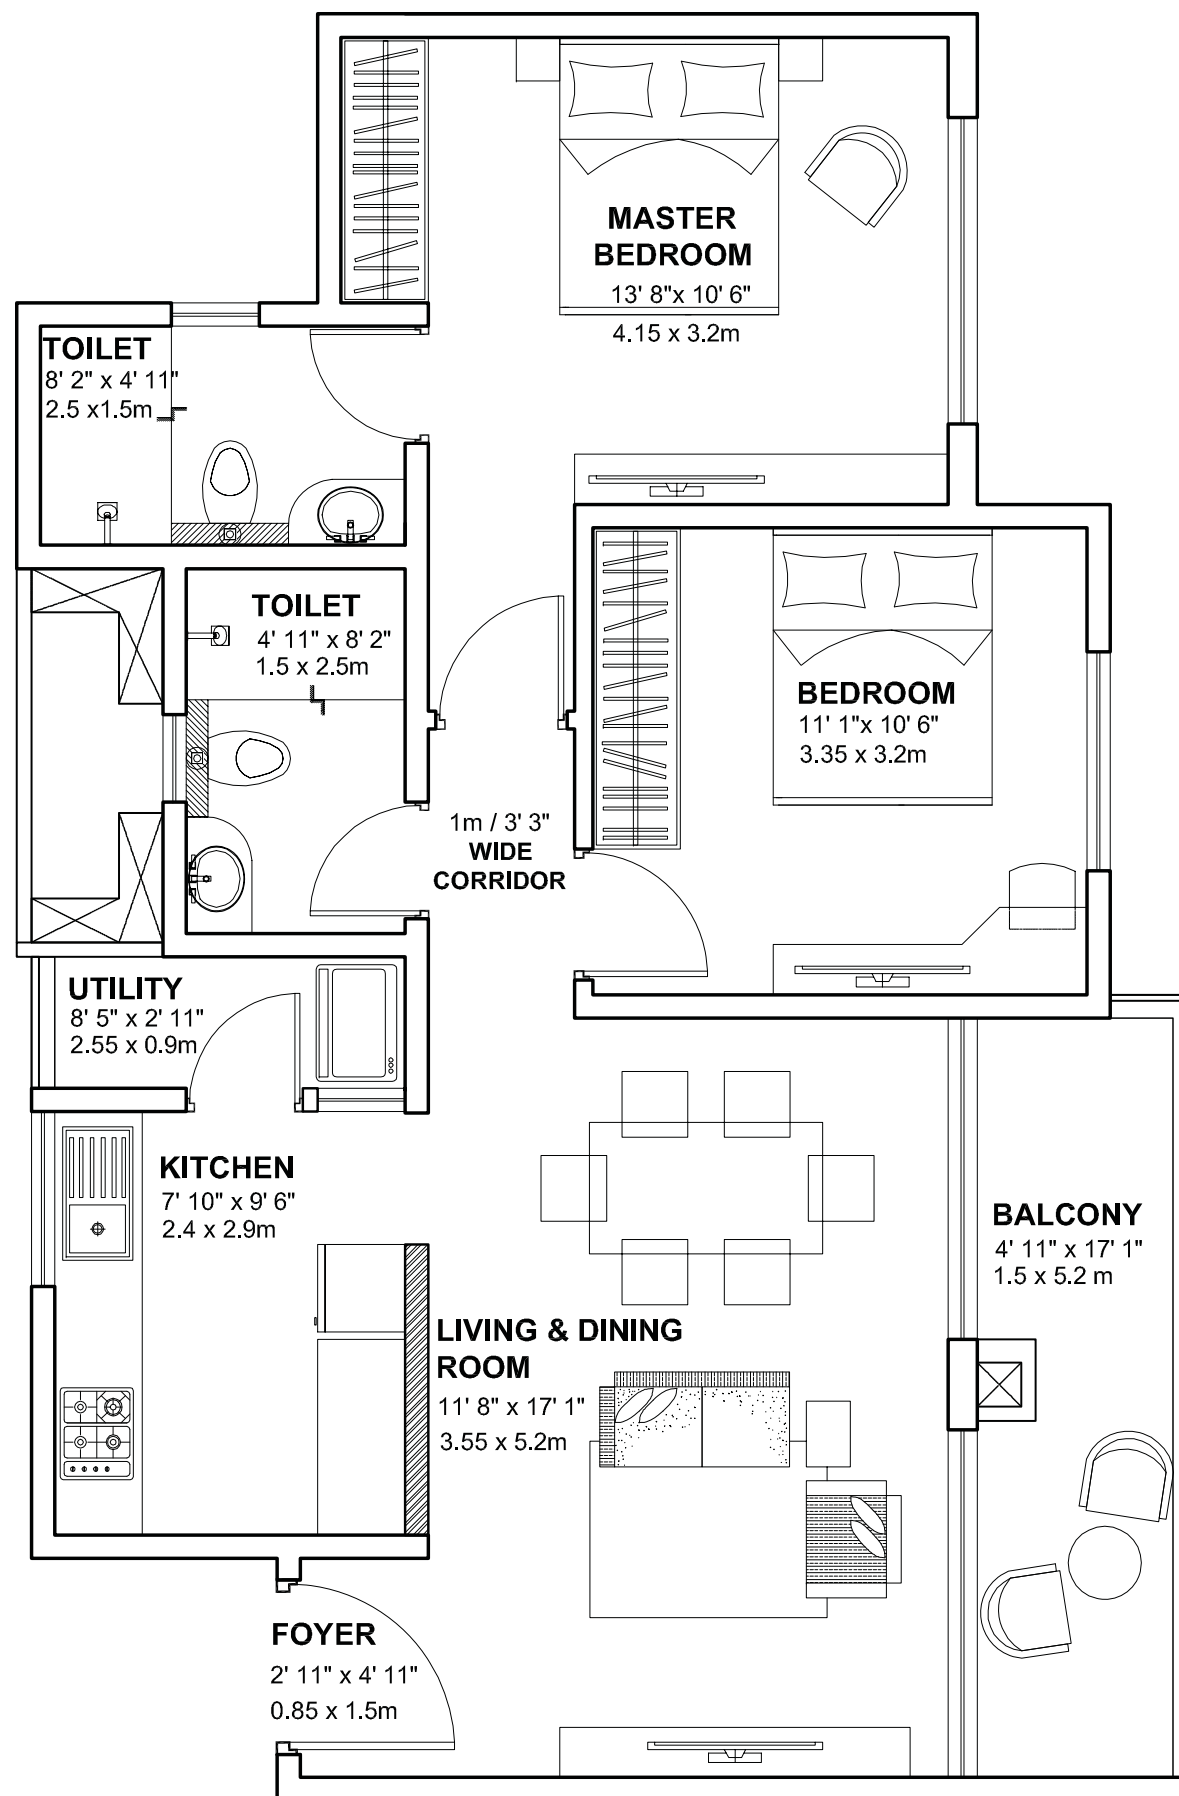 MASTER
BEDROOM
13' 8"x 10' 6"
4.15 x 3.2m
TOILET
8' 2" x 4' 11"
2.5 x1.5m
TOILET
4' 11" x 8' 2"
1.5 x 2.5m
BEDROOM
11' 1"x 10' 6"
3.35 x 3.2m
1m / 3' 3"
WIDE
CORRIDOR
UTILITY
8' 5" x 2' 11"
2.55 x 0.9m
KITCHEN
7' 10" x 9' 6"
2.4 x 2.9m
BALCONY
4' 11" x 17' 1"
1.5 x 5.2 m
LIVING & DINING
ROOM
11' 8" x 17' 1"
3.55 x 5.2m
FOYER
2' 11" x 4' 11"
0.85 x 1.5m